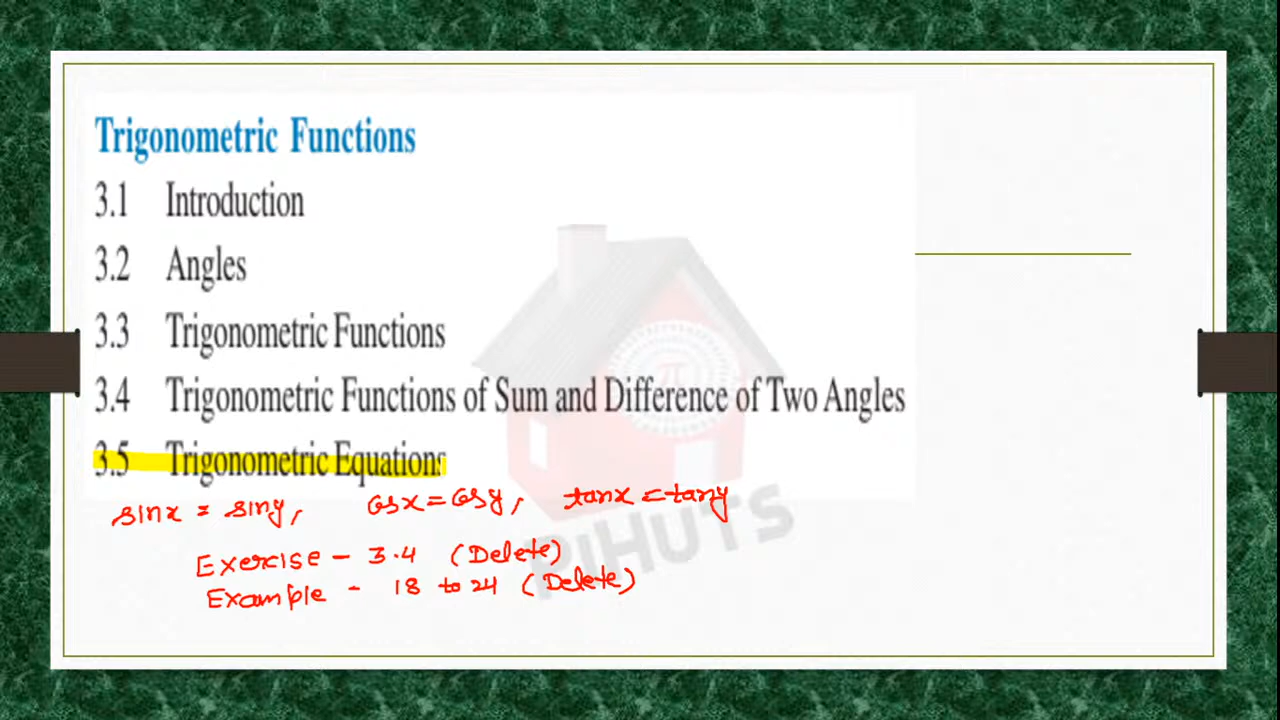 Trigonometric Functions
3.1 Introduction
3.2 Angles
3.3 Trigonometric Functions
3.4 Trigonometric Functions of Sum and Difference of Two Angles
3.5 Trigonometric Equations
sinx = siny, cosx = cosy, tanx = tany
Exercise - 3.4 (Delete)
Example - 18 to 24 (Delete)
π
PiHUTS